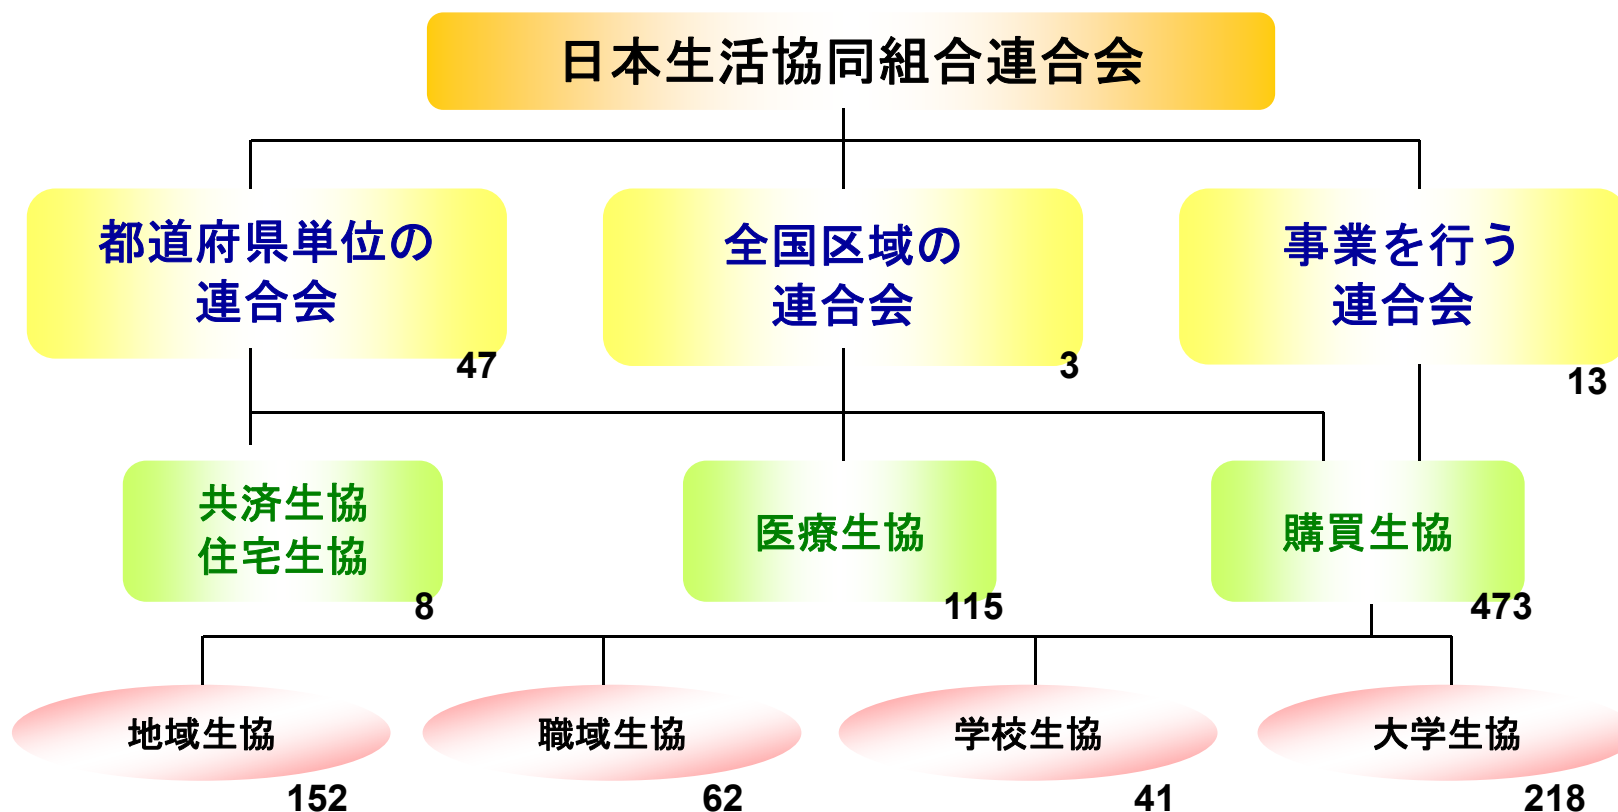 日本生活協同組合連合会
都道府県単位の
連合会
47
全国区域の
連合会
3
事業を行う
連合会
13
共済生協
住宅生協
8
医療生協
115
購買生協
473
地域生協
152
職域生協
62
学校生協
41
大学生協
218